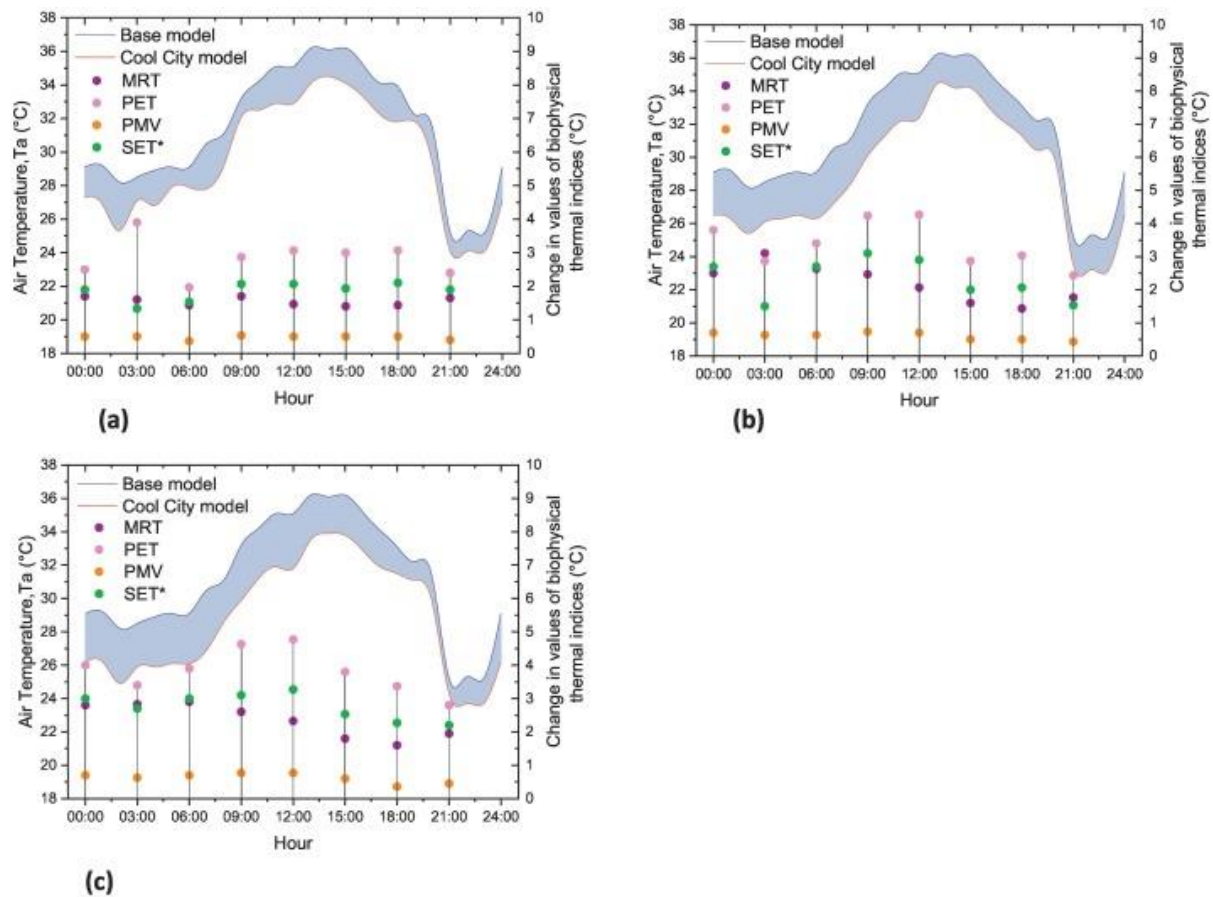 38
36
34
32
30
28
26
24
22
20
18
Air Temperature,Ta (°C)
Base model
Cool City model
MRT
PET
PMV
SET*
10
9
8
7
6
5
4
3
2
1
0
Change in values of biophysical
thermal indices (°C)
00:00 03:00 06:00 09:00 12:00 15:00 18:00 21:00 24:00
Hour
(a)
38
36
34
32
30
28
26
24
22
20
18
Air Temperature,Ta (°C)
Base model
Cool City model
MRT
PET
PMV
SET*
10
9
8
7
6
5
4
3
2
1
0
Change in values of biophysical
thermal indices (°C)
00:00 03:00 06:00 09:00 12:00 15:00 18:00 21:00 24:00
Hour
(b)
38
36
34
32
30
28
26
24
22
20
18
Air Temperature,Ta (°C)
Base model
Cool City model
MRT
PET
PMV
SET*
10
9
8
7
6
5
4
3
2
1
0
Change in values of biophysical
thermal indices (°C)
00:00 03:00 06:00 09:00 12:00 15:00 18:00 21:00 24:00
Hour
(c)